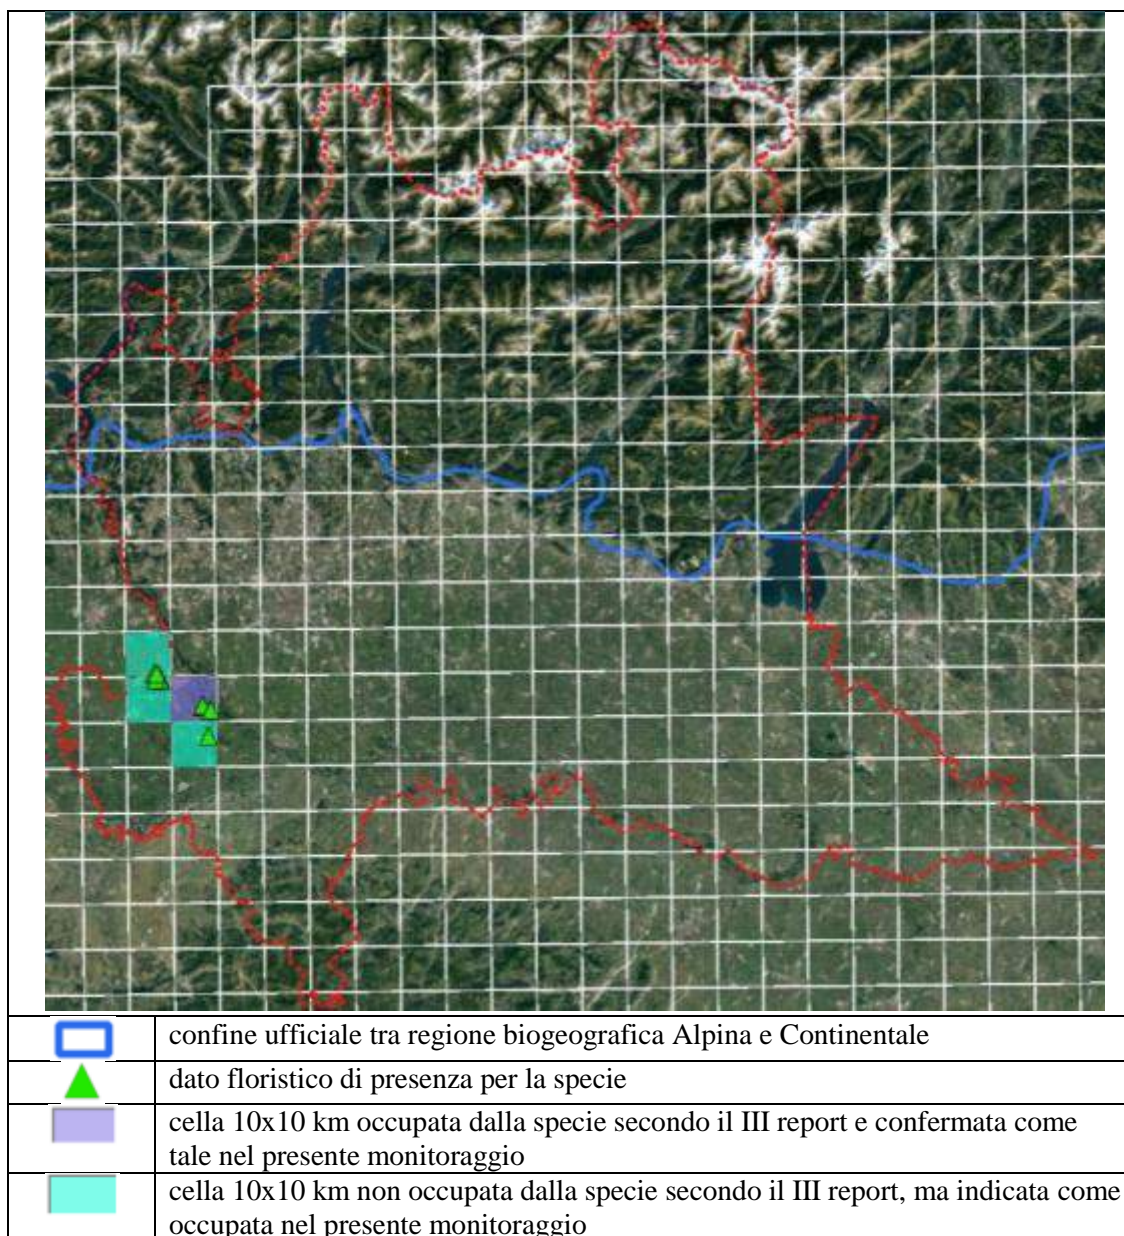 confine ufficiale tra regione biogeografica Alpina e Continentale
dato floristico di presenza per la specie
cella 10x10 km occupata dalla specie secondo il III report e confermata come
tale nel presente monitoraggio
cella 10x10 km non occupata dalla specie secondo il III report, ma indicata come
occupata nel presente monitoraggio